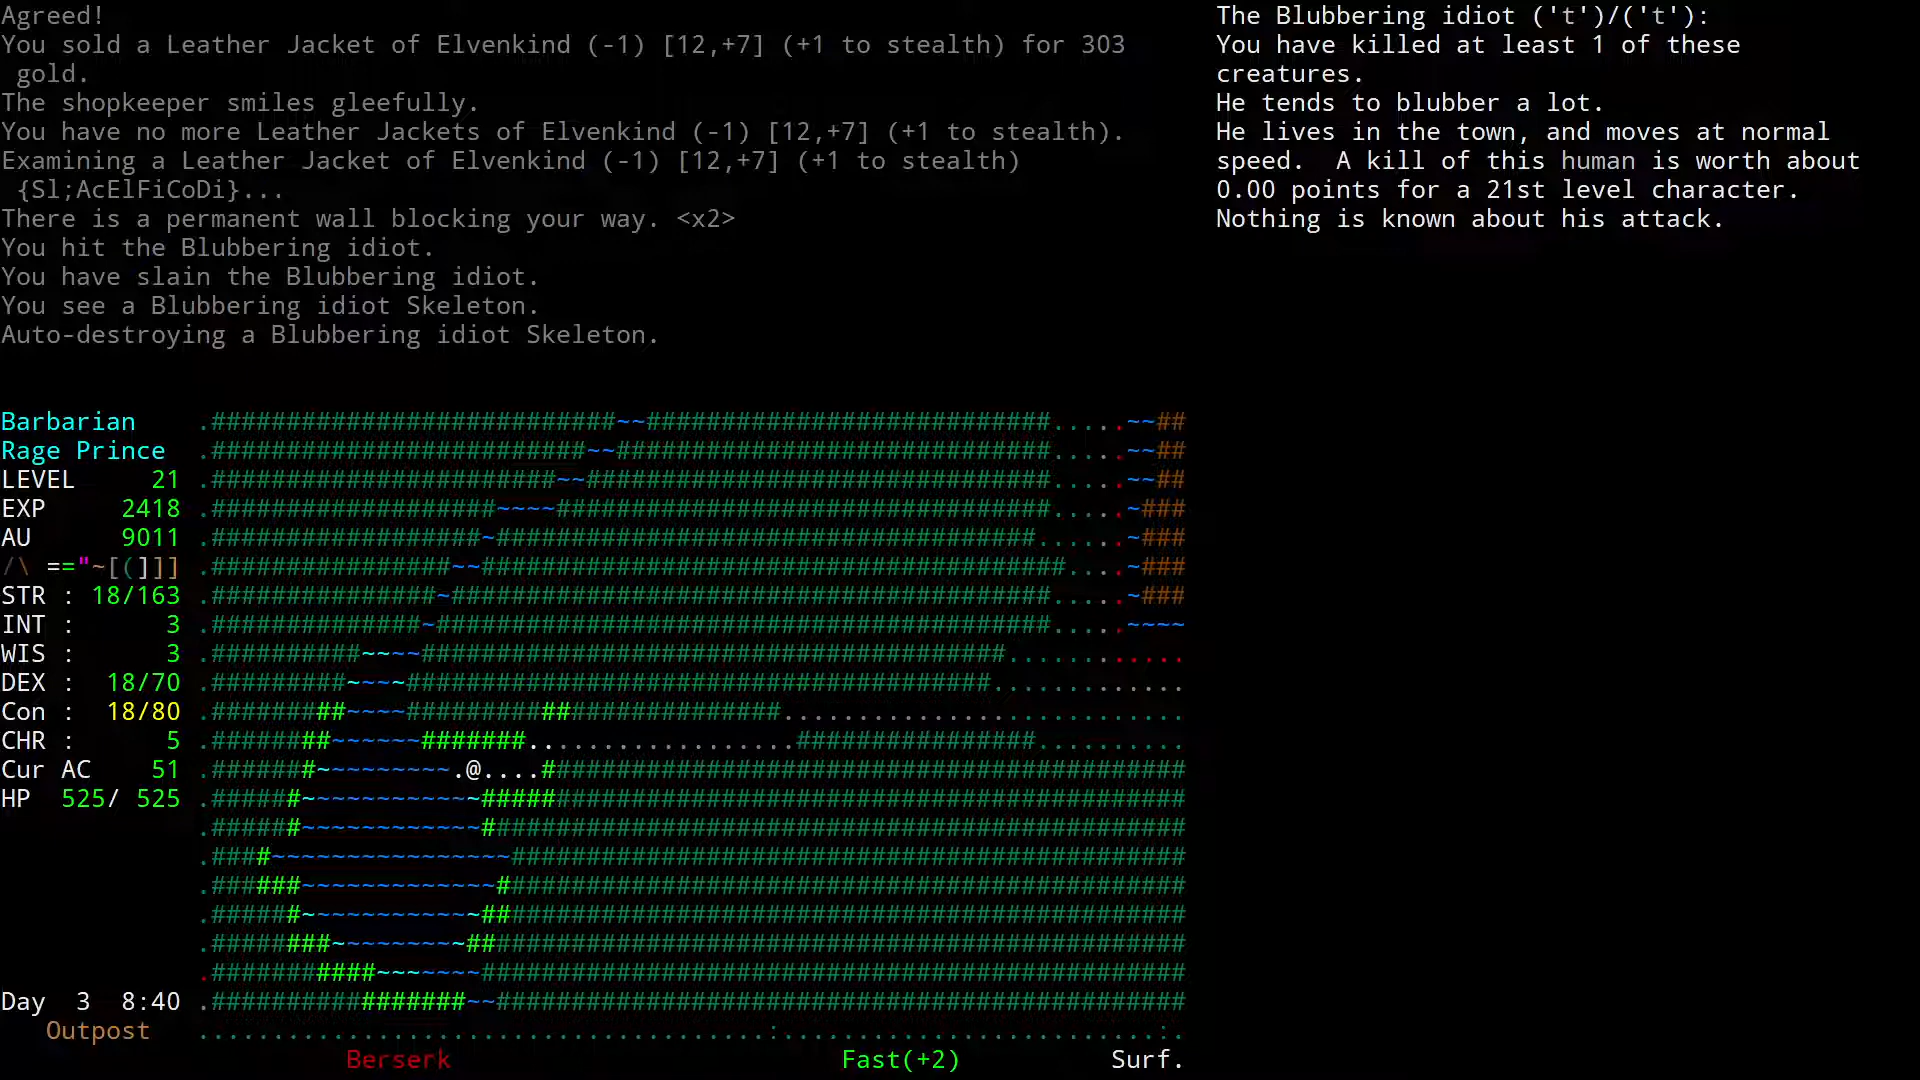 Agreed!
You sold a Leather Jacket of Elvenkind (-1) [12,+7] (+1 to stealth) for 303
gold.
The shopkeeper smiles gleefully.
You have no more Leather Jackets of Elvenkind (-1) [12,+7] (+1 to stealth).
Examining a Leather Jacket of Elvenkind (-1) [12,+7] (+1 to stealth)
{Sl;AcElFiCoDi}...
There is a permanent wall blocking your way. <x2>
You hit the Blubbering idiot.
You have slain the Blubbering idiot.
You see a Blubbering idiot Skeleton.
Auto-destroying a Blubbering idiot Skeleton.
The Blubbering idiot ('t')/('t'):
You have killed at least 1 of these
creatures.
He tends to blubber a lot.
He lives in the town, and moves at normal
speed.  A kill of this human is worth about
0.00 points for a 21st level character.
Nothing is known about his attack.
Barbarian
Rage Prince
LEVEL 21
EXP 2418
AU 9011
/\ =="~[(]]]
STR : 18/163
INT : 3
WIS : 3
DEX : 18/70
Con : 18/80
CHR : 5
Cur AC 51
HP 525/ 525
Day 3 8:40
Outpost
Berserk Fast(+2) Surf.